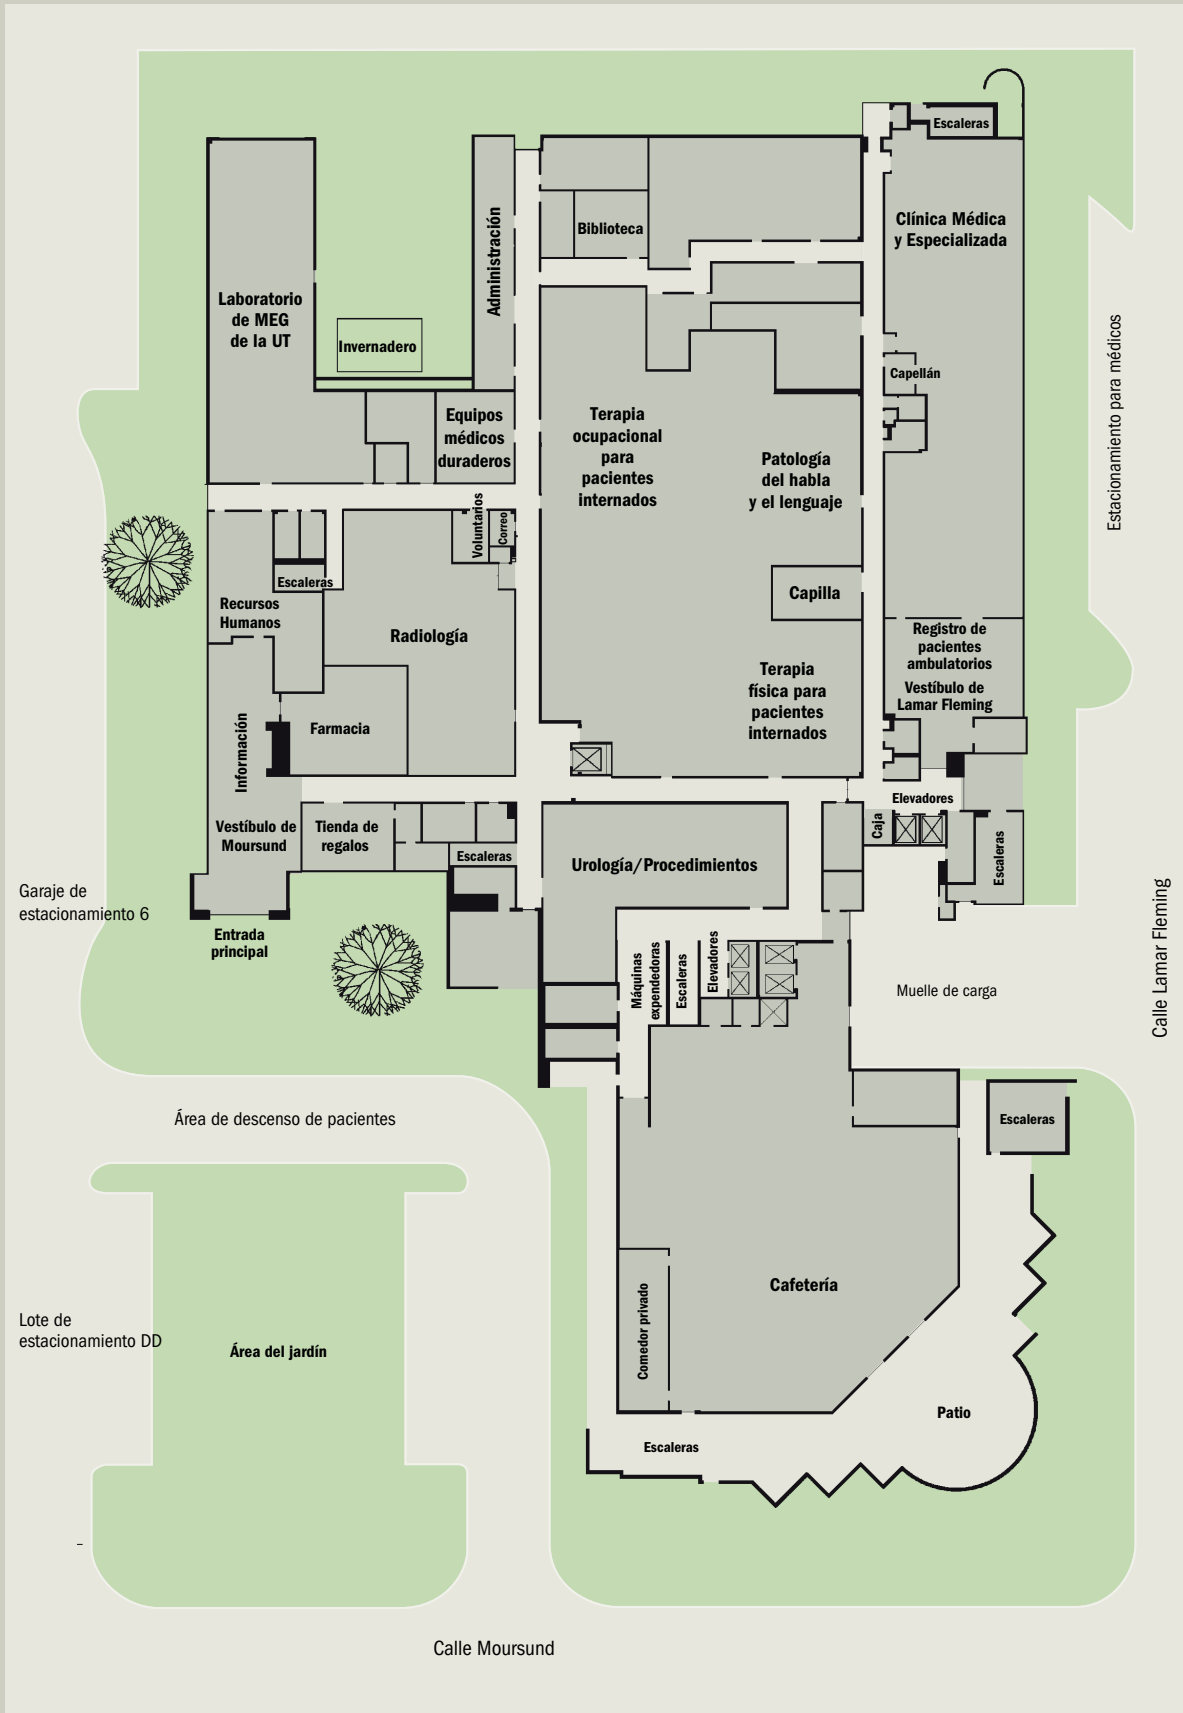 Escaleras
Clínica Médica
y Especializada
Biblioteca
Administración
Laboratorio
de MEG
de la UT
Invernadero
Estacionamiento para médicos
Capellán
Equipos
médicos
duraderos
Terapia
ocupacional
para
pacientes
internados
Patología
del habla
y el lenguaje
Voluntarios
Correo
Escaleras
Recursos
Humanos
Radiología
Capilla
Registro de
pacientes
ambulatorios
Vestíbulo de
Lamar Fleming
Terapia
física para
pacientes
internados
Información
Farmacia
Elevadores
Vestíbulo de
Moursund
Tienda de
regalos
Escaleras
Urología/Procedimientos
Caja
Escaleras
Garaje de
estacionamiento 6
Entrada
principal
Máquinas
expendedoras
Escaleras
Elevadores
Muelle de carga
Calle Lamar Fleming
Área de descenso de pacientes
Escaleras
Cafetería
Comedor privado
Lote de
estacionamiento DD
Área del jardín
Patio
Escaleras
Calle Moursund